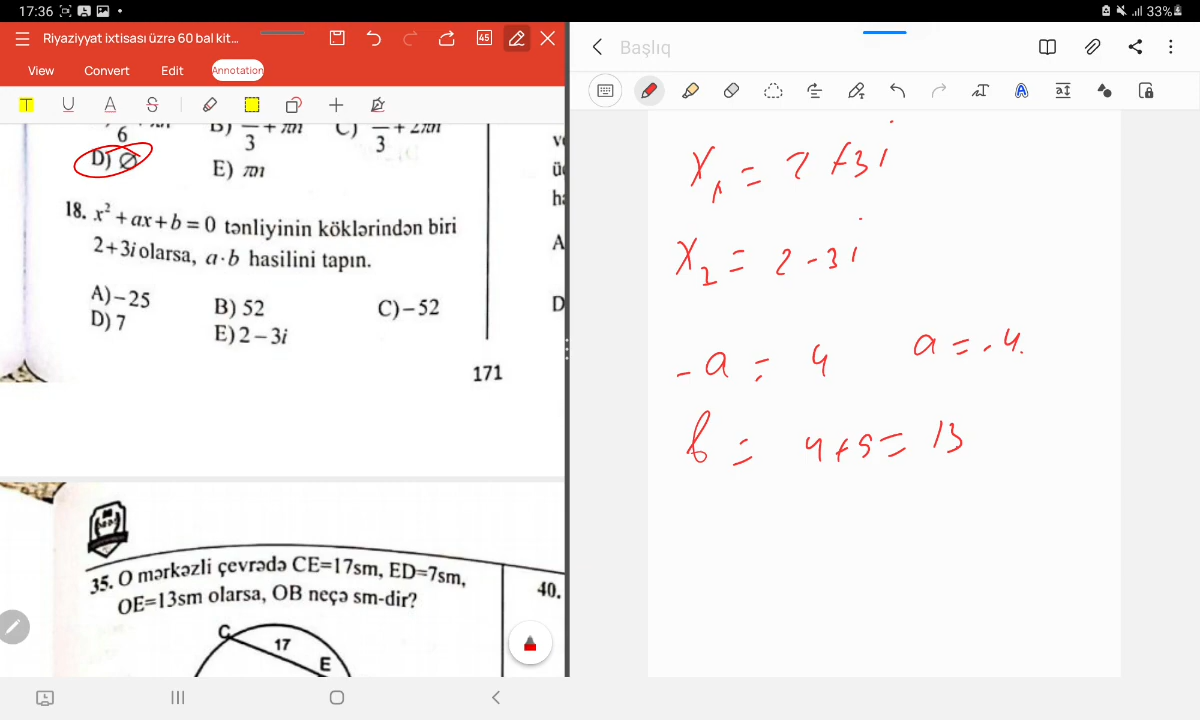 17:36
33%
Riyaziyyat ixtisası üzrə 60 bal kit...
45
View Convert Edit Annotation
T U A S
6
3
3
D) ∅
E) πn
18. x² + ax + b = 0 tənliyinin köklərindən biri
2+3i olarsa, a·b hasilini tapın.
A) −25 B) 52 C) −52
D) 7 E) 2 − 3i
171
A
D
35. O mərkəzli çevrədə CE=17sm, ED=7sm,
OE=13sm olarsa, OB neçə sm-dir?
40.
C
17
E
Başlıq
x₁ = 2 + 3i
x₂ = 2 - 3i
- a = 4 a = - 4.
b = 4 + 9 = 13